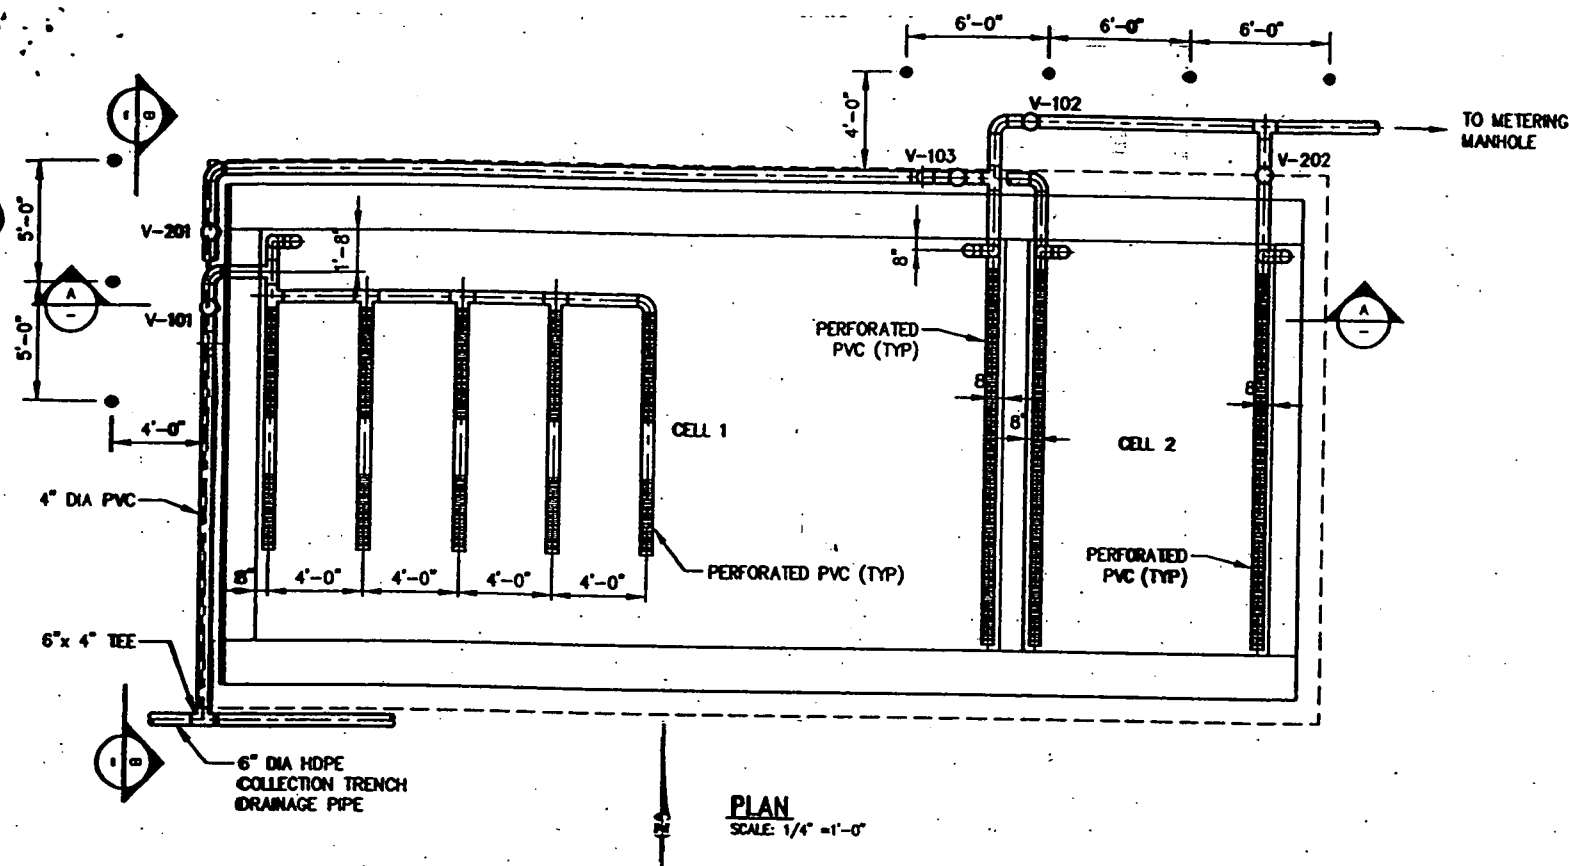 6'-0"
6'-0"
6'-0"
4'-0"
V-102
TO METERING
MANHOLE
B
V-103
V-202
5'-0"
V-201
1'-8"
8"
A
-
V-101
5'-0"
PERFORATED
PVC (TYP)
A
-
8
8
8"
4'-0"
CELL 1
CELL 2
4" DIA PVC
PERFORATED
PVC (TYP)
8"
4'-0"
4'-0"
4'-0"
4'-0"
PERFORATED PVC (TYP)
6"x 4" TEE
B
6" DIA HDPE
COLLECTION TRENCH
DRAINAGE PIPE
PLAN
SCALE: 1/4" =1'-0"